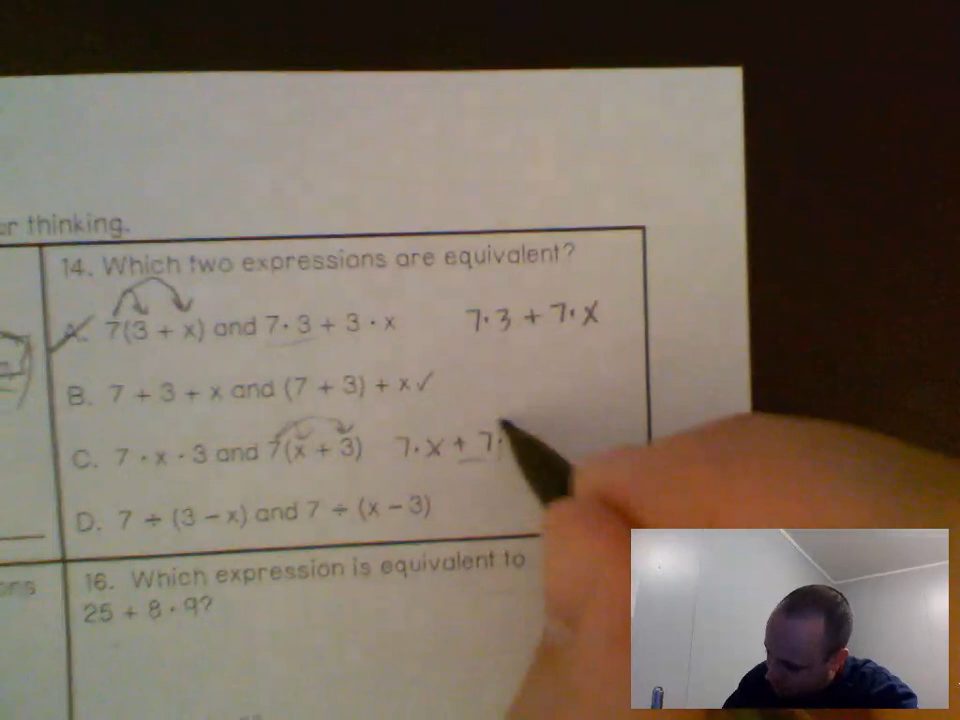 or thinking.
14. Which two expressions are equivalent?
A. 7(3 + x) and 7 · 3 + 3 · x 7·3 + 7·x
B. 7 + 3 + x and (7 + 3) + x ✓
C. 7 · x · 3 and 7(x + 3) 7·x + 7·
D. 7 ÷ (3 – x) and 7 ÷ (x – 3)
ons
16. Which expression is equivalent to
25 + 8 · 9?